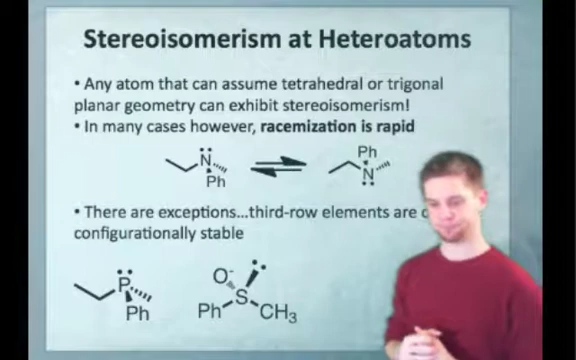 Stereoisomerism at Heteroatoms
• Any atom that can assume tetrahedral or trigonal
planar geometry can exhibit stereoisomerism!
• In many cases however, racemization is rapid
N
Ph
Ph
N
• There are exceptions...third-row elements are
configurationally stable
P
Ph
O-
S
Ph
CH3